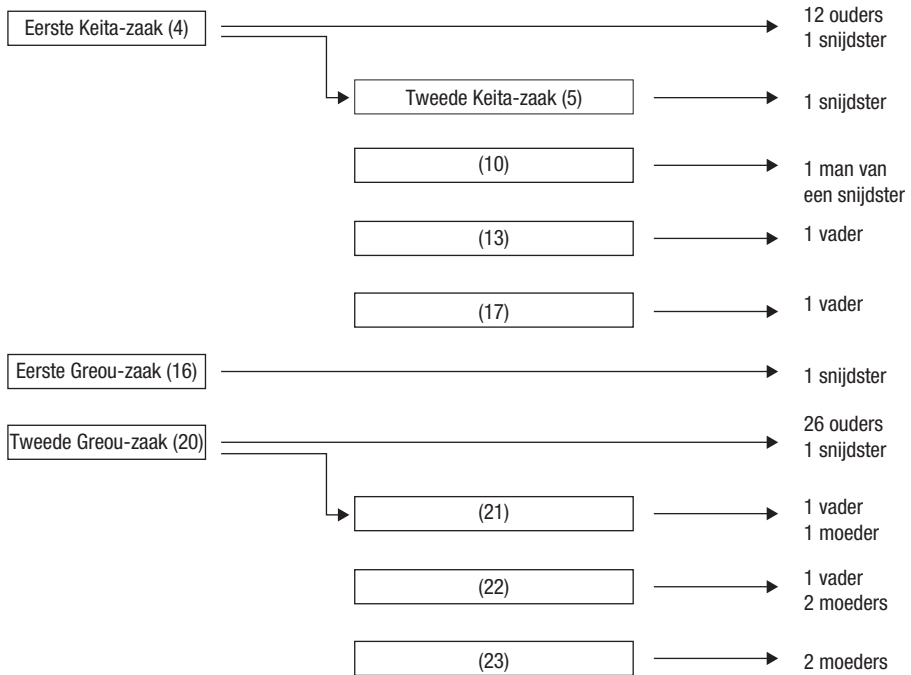 Eerste Keita-zaak (4)
12 ouders
1 snijdster
Tweede Keita-zaak (5)
1 snijdster
(10)
1 man van
een snijdster
(13)
1 vader
(17)
1 vader
Eerste Greou-zaak (16)
1 snijdster
Tweede Greou-zaak (20)
26 ouders
1 snijdster
(21)
1 vader
1 moeder
(22)
1 vader
2 moeders
(23)
2 moeders